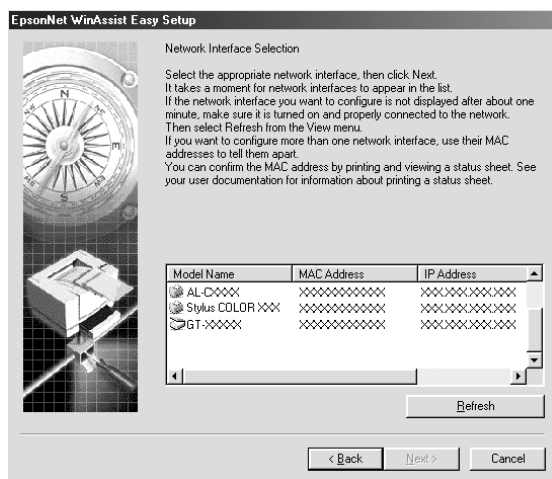 EpsonNet WinAssist Easy Setup
Network Interface Selection
Select the appropriate network interface, then click Next.
It takes a moment for network interfaces to appear in the list.
If the network interface you want to configure is not displayed after about one
minute, make sure it is turned on and properly connected to the network.
Then select Refresh from the View menu.
If you want to configure more than one network interface, use their MAC
addresses to tell them apart.
You can confirm the MAC address by printing and viewing a status sheet. See
your user documentation for information about printing a status sheet.
N
NW
NE
E
S
Model Name MAC Address IP Address
AL-CXXXX XXXXXXXXXXXX XXX.XXX.XXX.XXX
Stylus COLOR XXX XXXXXXXXXXXX XXX.XXX.XXX.XXX
GT-XXXXX XXXXXXXXXXXX XXX.XXX.XXX.XXX
Refresh
< Back Next > Cancel